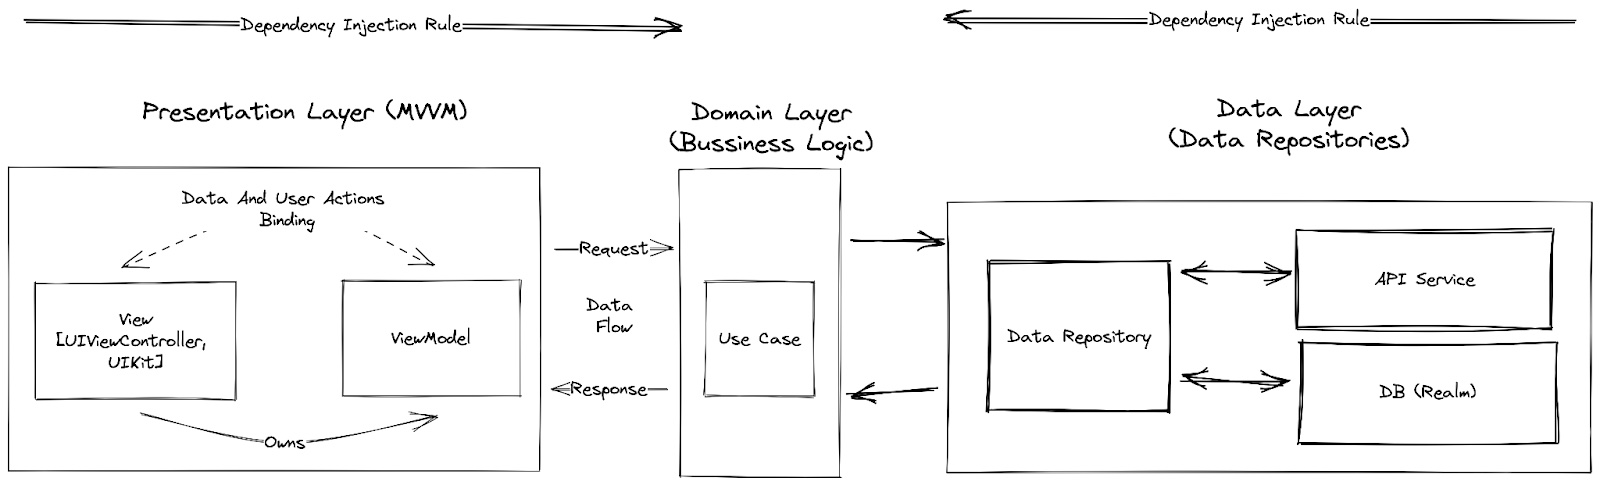 Dependency Injection Rule
Dependency Injection Rule
Presentation Layer (MVVM)
Domain Layer
(Bussiness Logic)
Data Layer
(Data Repositories)
Data And User Actions
Binding
View
[UIViewController,
UIKit]
ViewModel
Owns
Request
Data
Flow
Response
Use Case
Data Repository
API Service
DB (Realm)